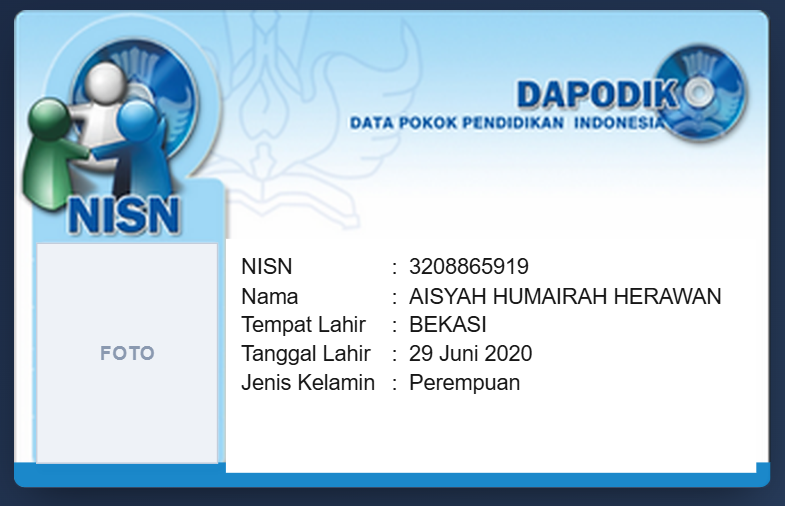 DAPODIK
DATA POKOK PENDIDIKAN INDONESIA
NISN
FOTO
NISN : 3208865919
Nama : AISYAH HUMAIRAH HERAWAN
Tempat Lahir : BEKASI
Tanggal Lahir : 29 Juni 2020
Jenis Kelamin : Perempuan